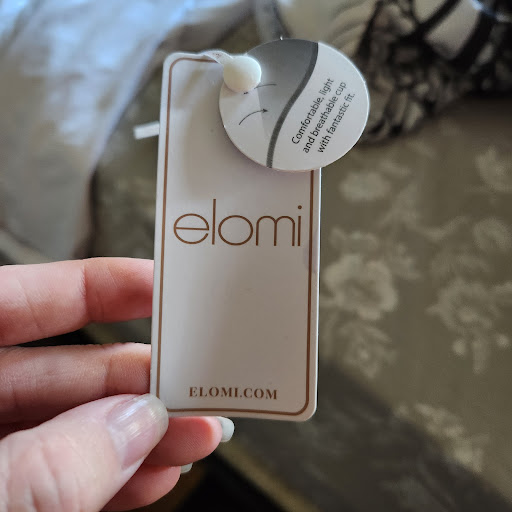 Comfortable, light
and breathable cup
with fantastic fit.
elomi
ELOMI.COM